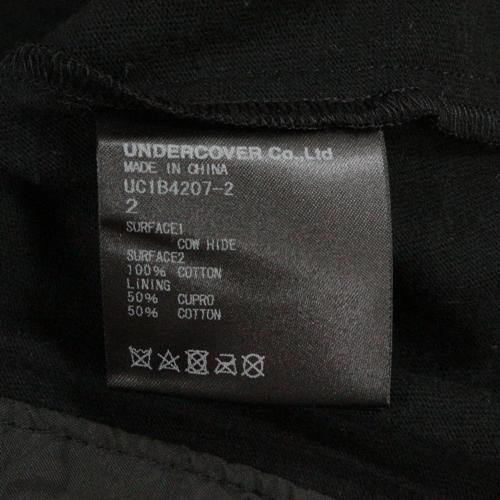 UNDERCOVER Co.,Ltd
MADE IN CHINA
UC1B4207-2
2
SURFACE1
COW HIDE
SURFACE2
100% COTTON
LINING
50% CUPRO
50% COTTON